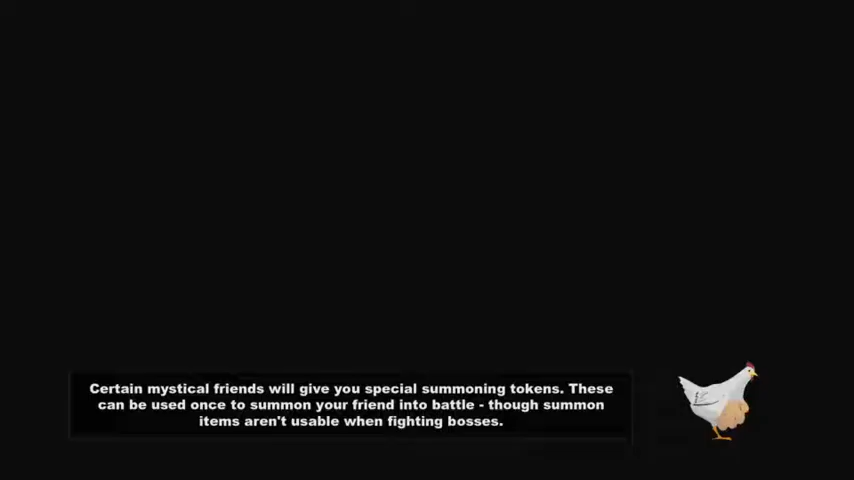 Certain mystical friends will give you special summoning tokens. These
can be used once to summon your friend into battle - though summon
items aren't usable when fighting bosses.